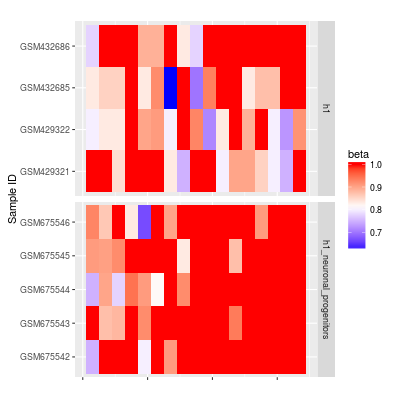 Sample ID
GSM432686
GSM432685
GSM429322
GSM429321
h1
GSM675546
GSM675545
GSM675544
GSM675543
GSM675542
h1_neuronal_progenitors
beta
1.0
0.9
0.8
0.7